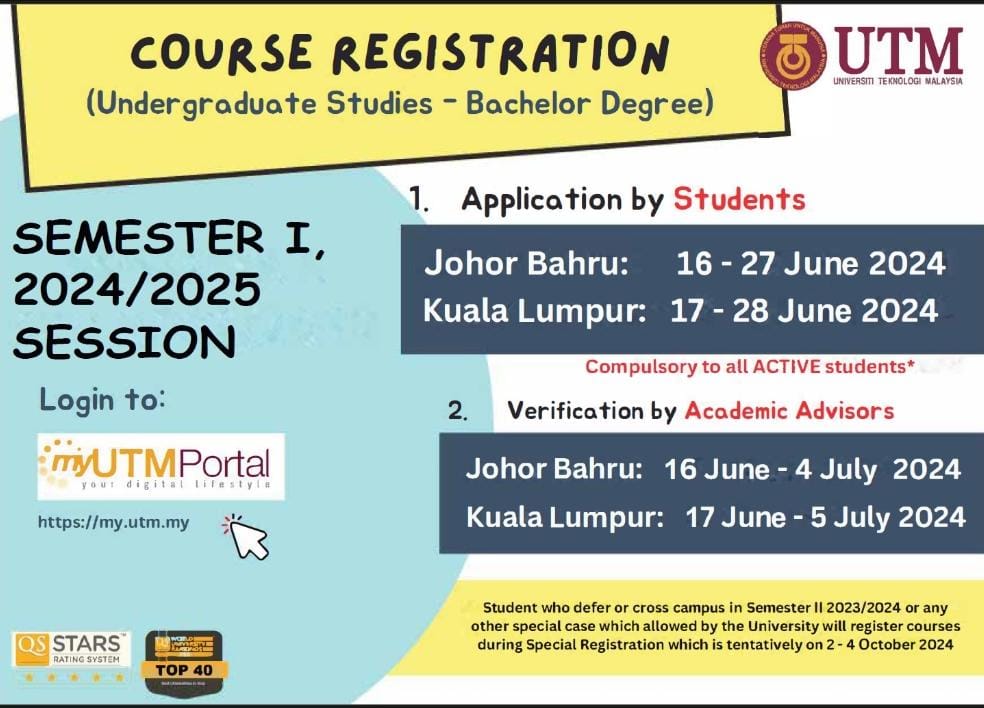 COURSE REGISTRATION
(Undergraduate Studies - Bachelor Degree)
UTM
UNIVERSITI TEKNOLOGI MALAYSIA
SEMESTER I,
2024/2025
SESSION
Login to:
myUTMPortal
your digital lifestyle
https://my.utm.my
1. Application by Students
Johor Bahru: 16 - 27 June 2024
Kuala Lumpur: 17 - 28 June 2024
Compulsory to all ACTIVE students*
2. Verification by Academic Advisors
Johor Bahru: 16 June - 4 July 2024
Kuala Lumpur: 17 June - 5 July 2024
Student who defer or cross campus in Semester II 2023/2024 or any
other special case which allowed by the University will register courses
during Special Registration which is tentatively on 2 - 4 October 2024
QS STARS™
RATING SYSTEM
QS WORLD
UNIVERSITY
RANKINGS
TOP 40